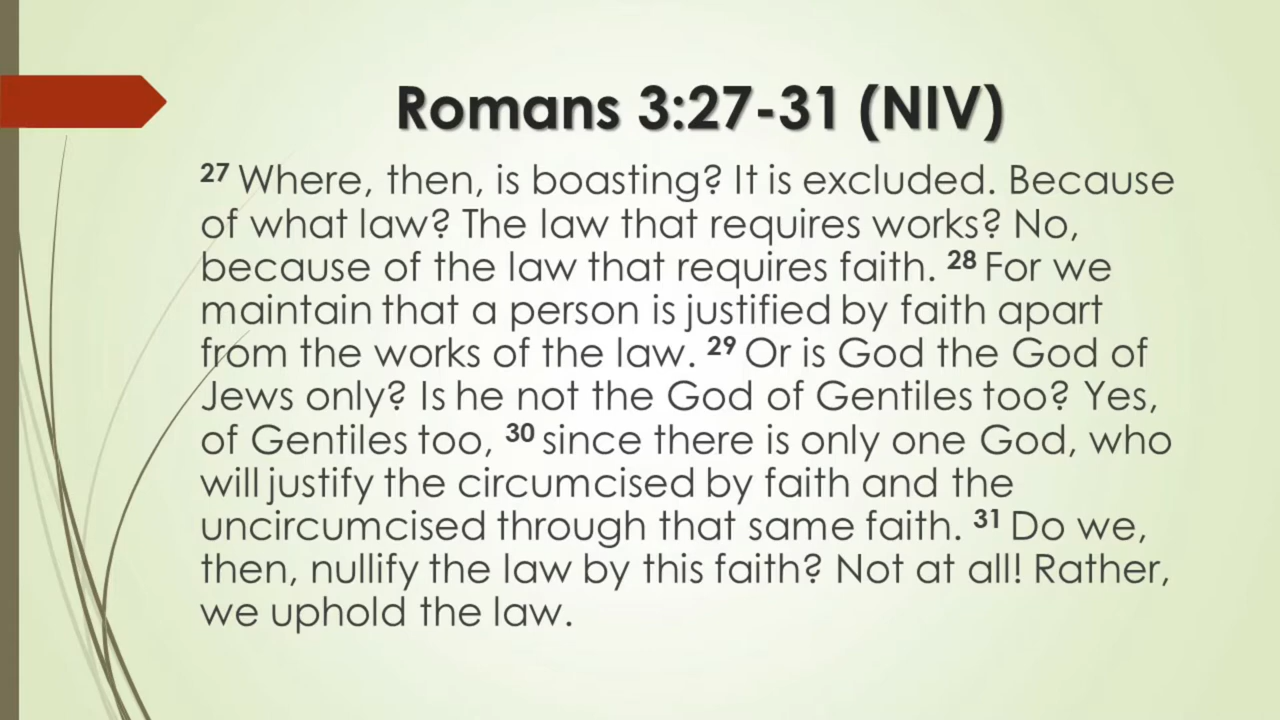 Romans 3:27-31 (NIV)
27 Where, then, is boasting? It is excluded. Because
of what law? The law that requires works? No,
because of the law that requires faith. 28 For we
maintain that a person is justified by faith apart
from the works of the law. 29 Or is God the God of
Jews only? Is he not the God of Gentiles too? Yes,
of Gentiles too, 30 since there is only one God, who
will justify the circumcised by faith and the
uncircumcised through that same faith. 31 Do we,
then, nullify the law by this faith? Not at all! Rather,
we uphold the law.